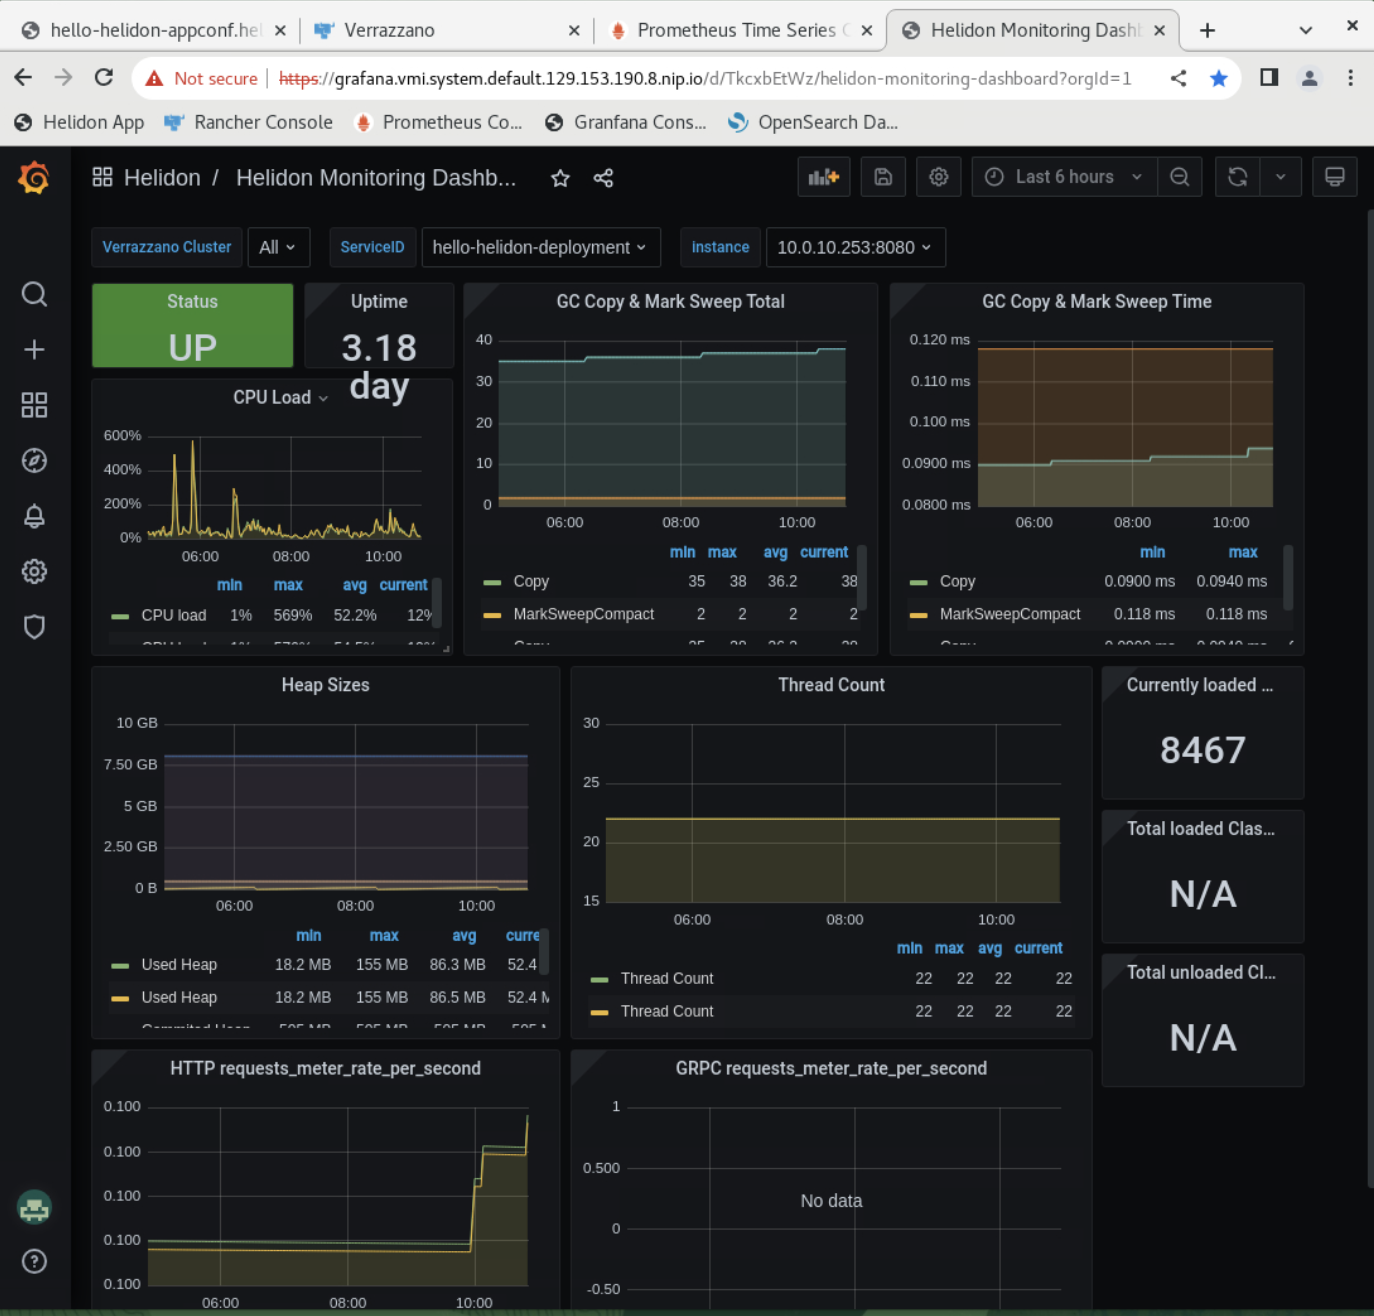 hello-helidon-appconf.hel
Verrazzano
Prometheus Time Series C
Helidon Monitoring Dashb
Not secure
https://grafana.vmi.system.default.129.153.190.8.nip.io/d/TkcxbEtWz/helidon-monitoring-dashboard?orgId=1
Helidon App
Rancher Console
Prometheus Co...
Granfana Cons...
OpenSearch Da...
Helidon / Helidon Monitoring Dashb...
Last 6 hours
Verrazzano Cluster All
ServiceID hello-helidon-deployment
instance 10.0.10.253:8080
Status
UP
Uptime
3.18
day
CPU Load
600%
400%
200%
0%
06:00 08:00 10:00
min max avg current
CPU load 1% 569% 52.2% 12%
GC Copy & Mark Sweep Total
40
30
20
10
0
06:00 08:00 10:00
min max avg current
Copy 35 38 36.2 38
MarkSweepCompact 2 2 2 2
GC Copy & Mark Sweep Time
0.120 ms
0.110 ms
0.100 ms
0.0900 ms
0.0800 ms
06:00 08:00 10:00
min max
Copy 0.0900 ms 0.0940 ms
MarkSweepCompact 0.118 ms 0.118 ms
Heap Sizes
10 GB
7.50 GB
5 GB
2.50 GB
0 B
06:00 08:00 10:00
min max avg curre
Used Heap 18.2 MB 155 MB 86.3 MB 52.4
Used Heap 18.2 MB 155 MB 86.5 MB 52.4 M
Thread Count
30
25
20
15
06:00 08:00 10:00
min max avg current
Thread Count 22 22 22 22
Thread Count 22 22 22 22
Currently loaded ...
8467
Total loaded Clas...
N/A
Total unloaded Cl...
N/A
HTTP requests_meter_rate_per_second
0.100
0.100
0.100
0.100
0.100
06:00 08:00 10:00
GRPC requests_meter_rate_per_second
1
0.500
0
-0.50
No data